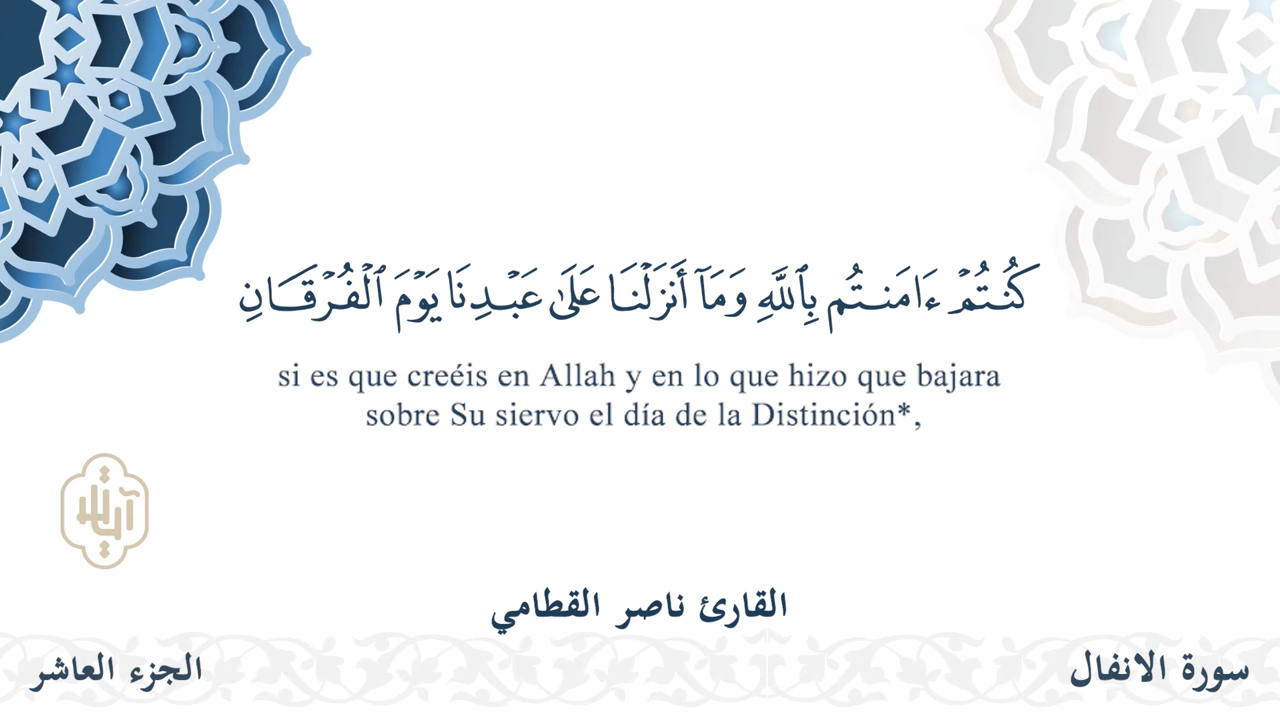 كُنتُمْ ءَامَنتُم بِٱللَّهِ وَمَآ أَنزَلْنَا عَلَىٰ عَبْدِنَا يَوْمَ ٱلْفُرْقَانِ
si es que creéis en Allah y en lo que hizo que bajara
sobre Su siervo el día de la Distinción*,
القارئ ناصر القطامي
سورة الانفال
الجزء العاشر